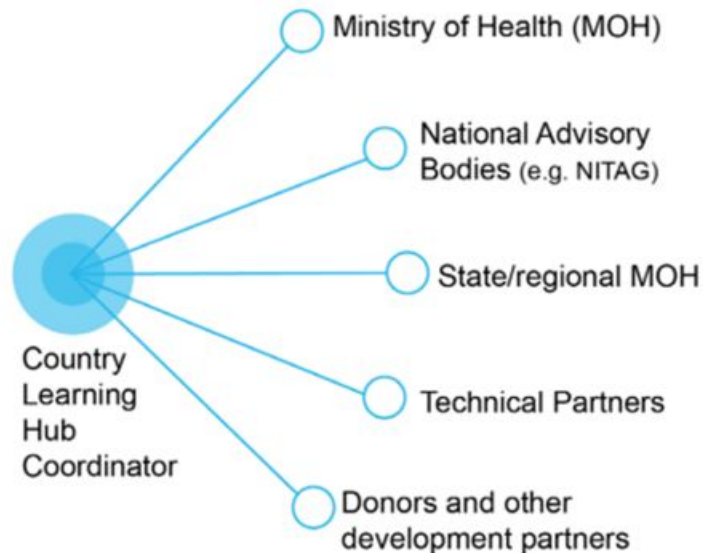 Ministry of Health (MOH)
National Advisory
Bodies (e.g. NITAG)
State/regional MOH
Country
Learning
Hub
Coordinator
Technical Partners
Donors and other
development partners